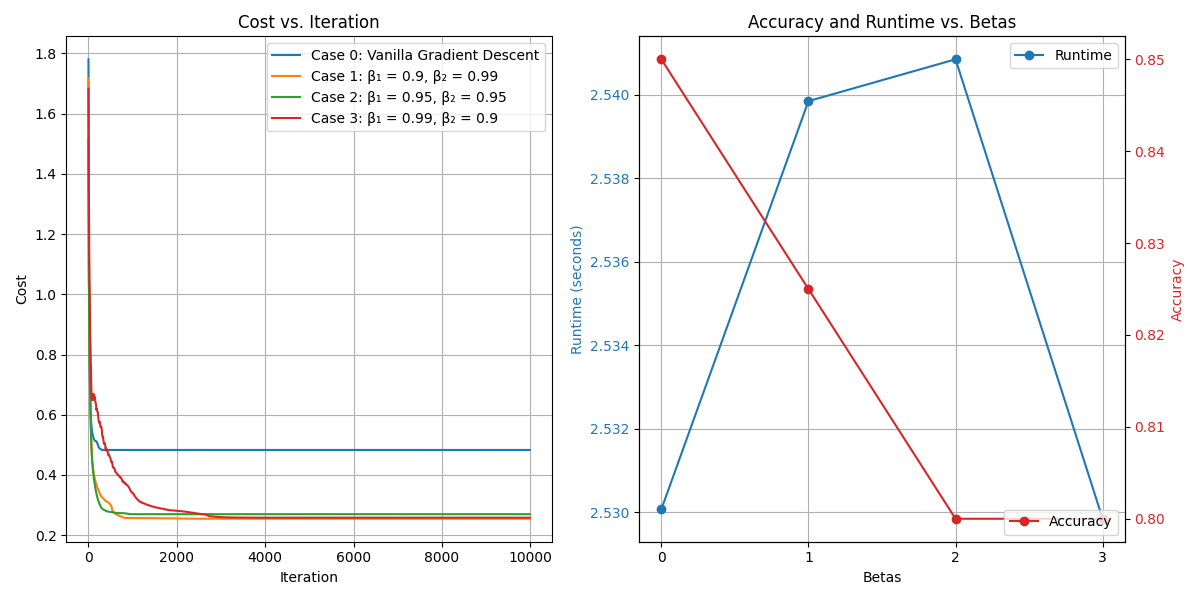 Cost vs. Iteration
Case 0: Vanilla Gradient Descent
Case 1: β₁ = 0.9, β₂ = 0.99
Case 2: β₁ = 0.95, β₂ = 0.95
Case 3: β₁ = 0.99, β₂ = 0.9
1.8
1.6
1.4
1.2
1.0
0.8
0.6
0.4
0.2
Cost
0 2000 4000 6000 8000 10000
Iteration
Accuracy and Runtime vs. Betas
Runtime
2.540
2.538
2.536
2.534
2.532
2.530
Runtime (seconds)
0.85
0.84
0.83
0.82
0.81
0.80
Accuracy
Accuracy
0 1 2 3
Betas